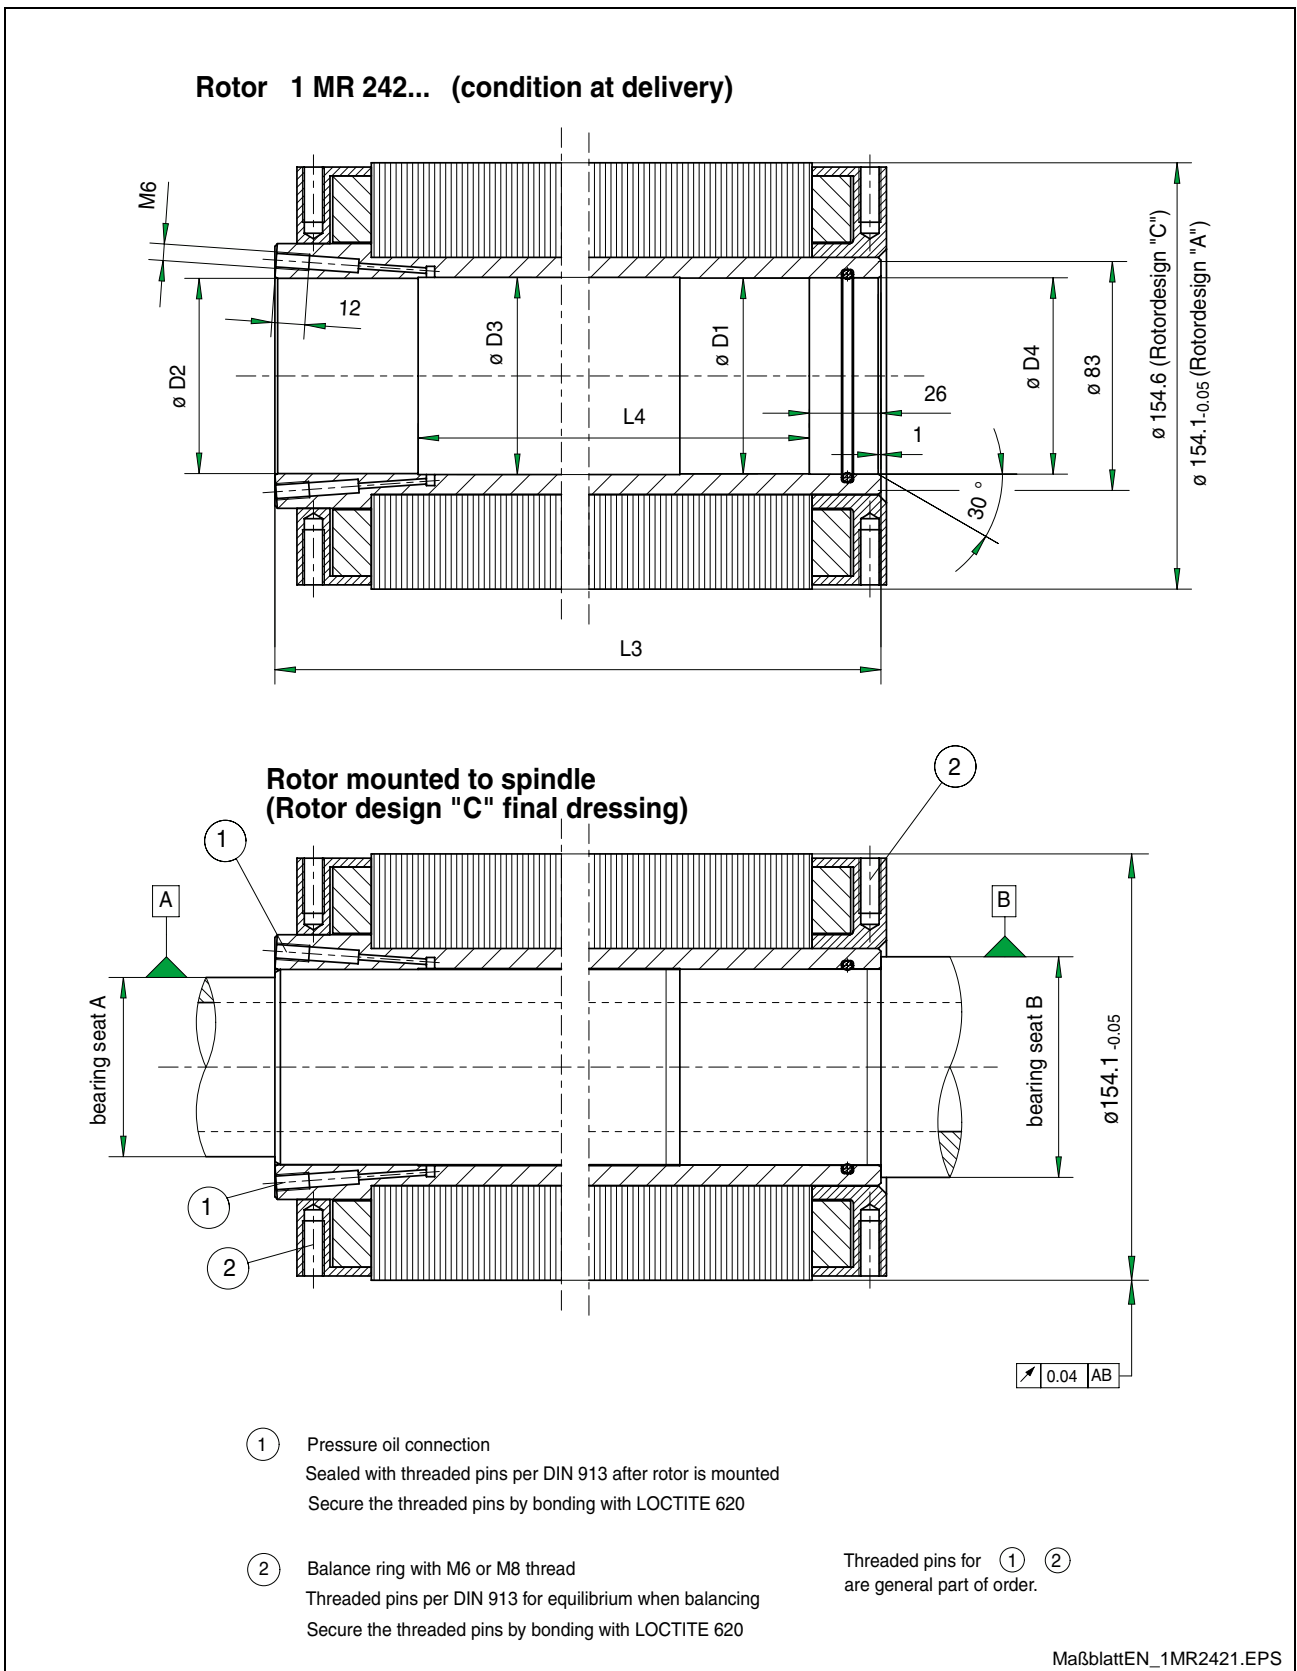 Rotor 1 MR 242... (condition at delivery)
M6
12
ø D2
ø D3
ø D1
L4
26
1
ø D4
ø 83
30 °
ø 154.6 (Rotordesign "C")
ø 154.1-0.05 (Rotordesign "A")
L3
Rotor mounted to spindle
(Rotor design "C" final dressing)
2
1
A
B
bearing seat A
bearing seat B
ø154.1 -0.05
1
2
0.04 AB
1 Pressure oil connection
Sealed with threaded pins per DIN 913 after rotor is mounted
Secure the threaded pins by bonding with LOCTITE 620
2 Balance ring with M6 or M8 thread
Threaded pins per DIN 913 for equilibrium when balancing
Secure the threaded pins by bonding with LOCTITE 620
Threaded pins for 1 2
are general part of order.
MaßblattEN_1MR2421.EPS